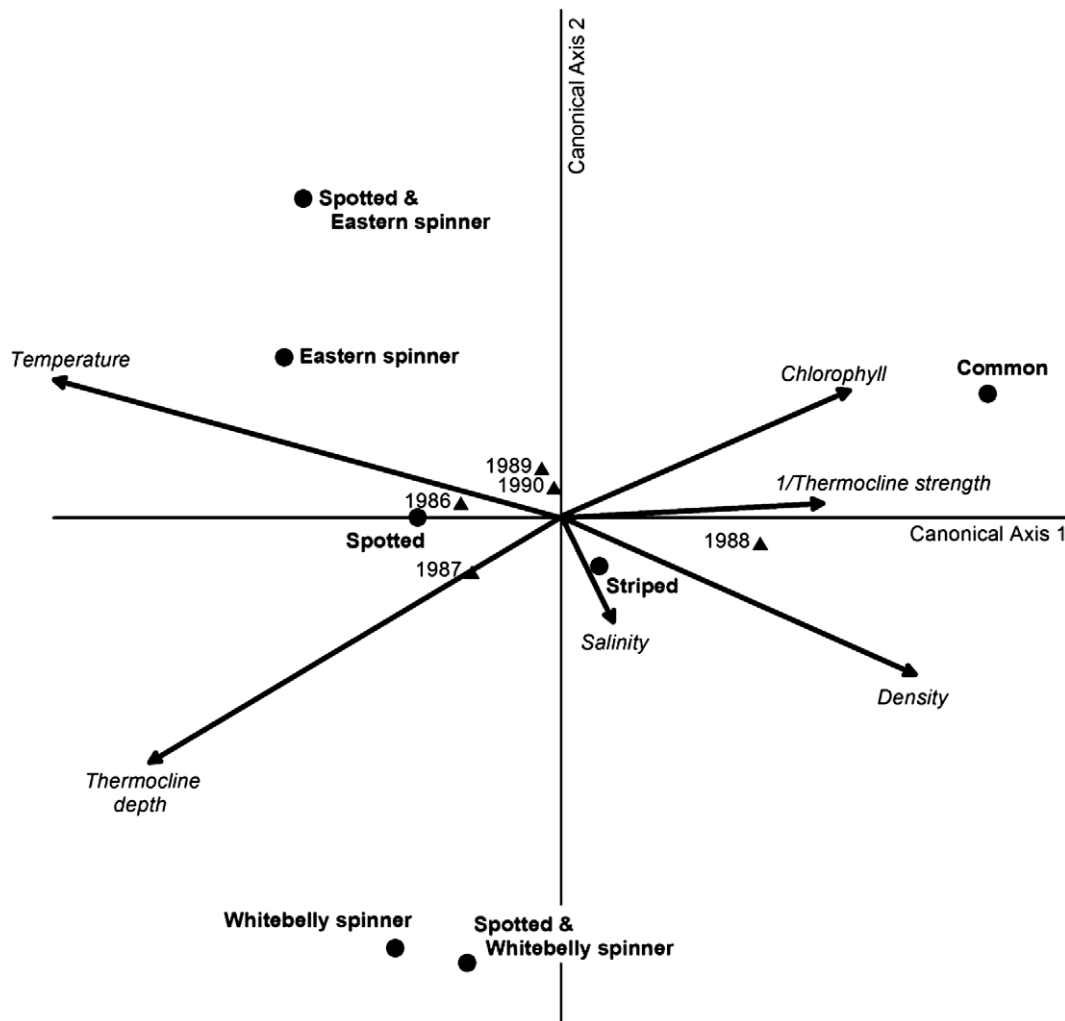 Canonical Axis 2
Spotted &
Eastern spinner
Eastern spinner
Temperature
Chlorophyll
Common
1989
1990
1986
1/Thermocline strength
Spotted
1988
Canonical Axis 1
1987
Striped
Salinity
Density
Thermocline
depth
Whitebelly spinner
Spotted &
Whitebelly spinner